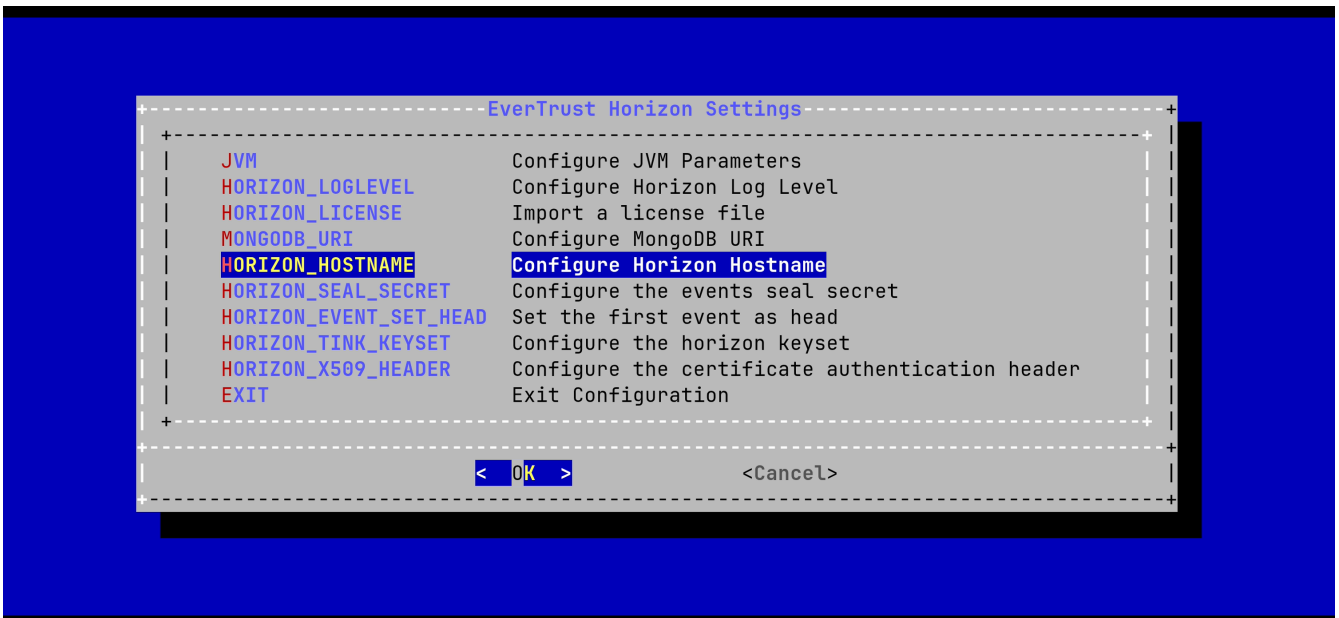 EverTrust Horizon Settings
JVM Configure JVM Parameters
HORIZON_LOGLEVEL Configure Horizon Log Level
HORIZON_LICENSE Import a license file
MONGODB_URI Configure MongoDB URI
HORIZON_HOSTNAME Configure Horizon Hostname
HORIZON_SEAL_SECRET Configure the events seal secret
HORIZON_EVENT_SET_HEAD Set the first event as head
HORIZON_TINK_KEYSET Configure the horizon keyset
HORIZON_X509_HEADER Configure the certificate authentication header
EXIT Exit Configuration
< OK > <Cancel>